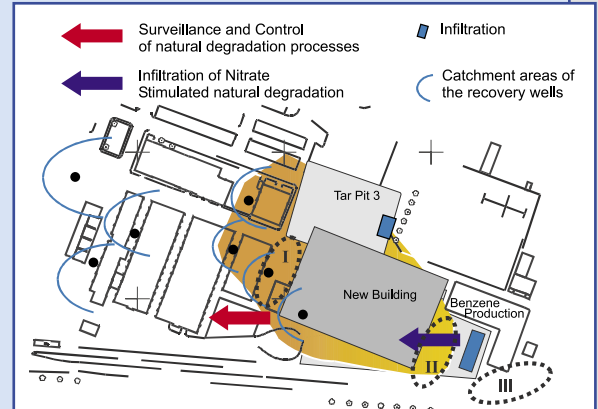 Surveillance and Control
of natural degradation processes
Infiltration
Infiltration of Nitrate
Stimulated natural degradation
Catchment areas of
the recovery wells
Tar Pit 3
I
New Building
Benzene
Production
II
III